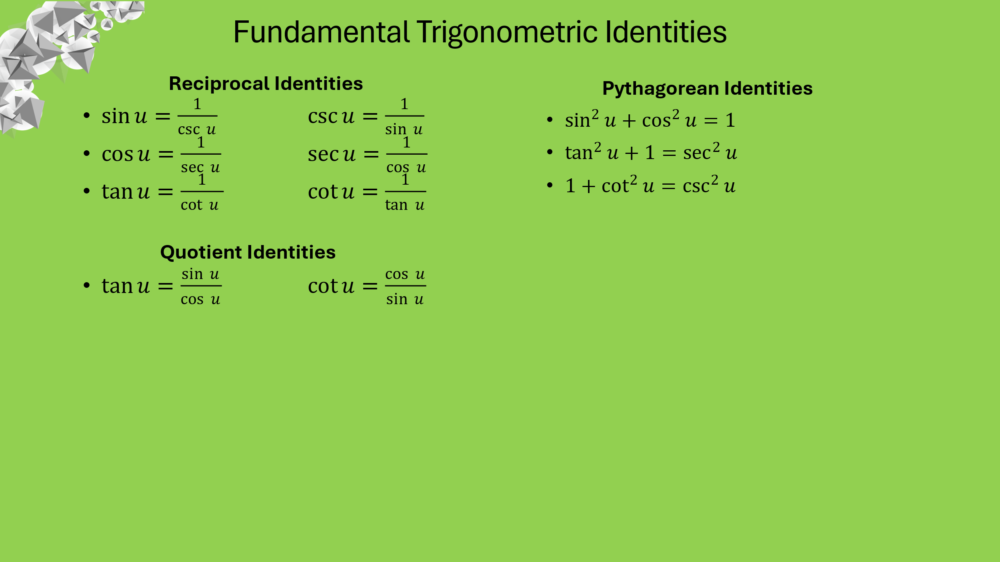 Fundamental Trigonometric Identities
Reciprocal Identities
• sin u = 1/csc u    csc u = 1/sin u
• cos u = 1/sec u    sec u = 1/cos u
• tan u = 1/cot u    cot u = 1/tan u
Quotient Identities
• tan u = sin u/cos u    cot u = cos u/sin u
Pythagorean Identities
• sin² u + cos² u = 1
• tan² u + 1 = sec² u
• 1 + cot² u = csc² u